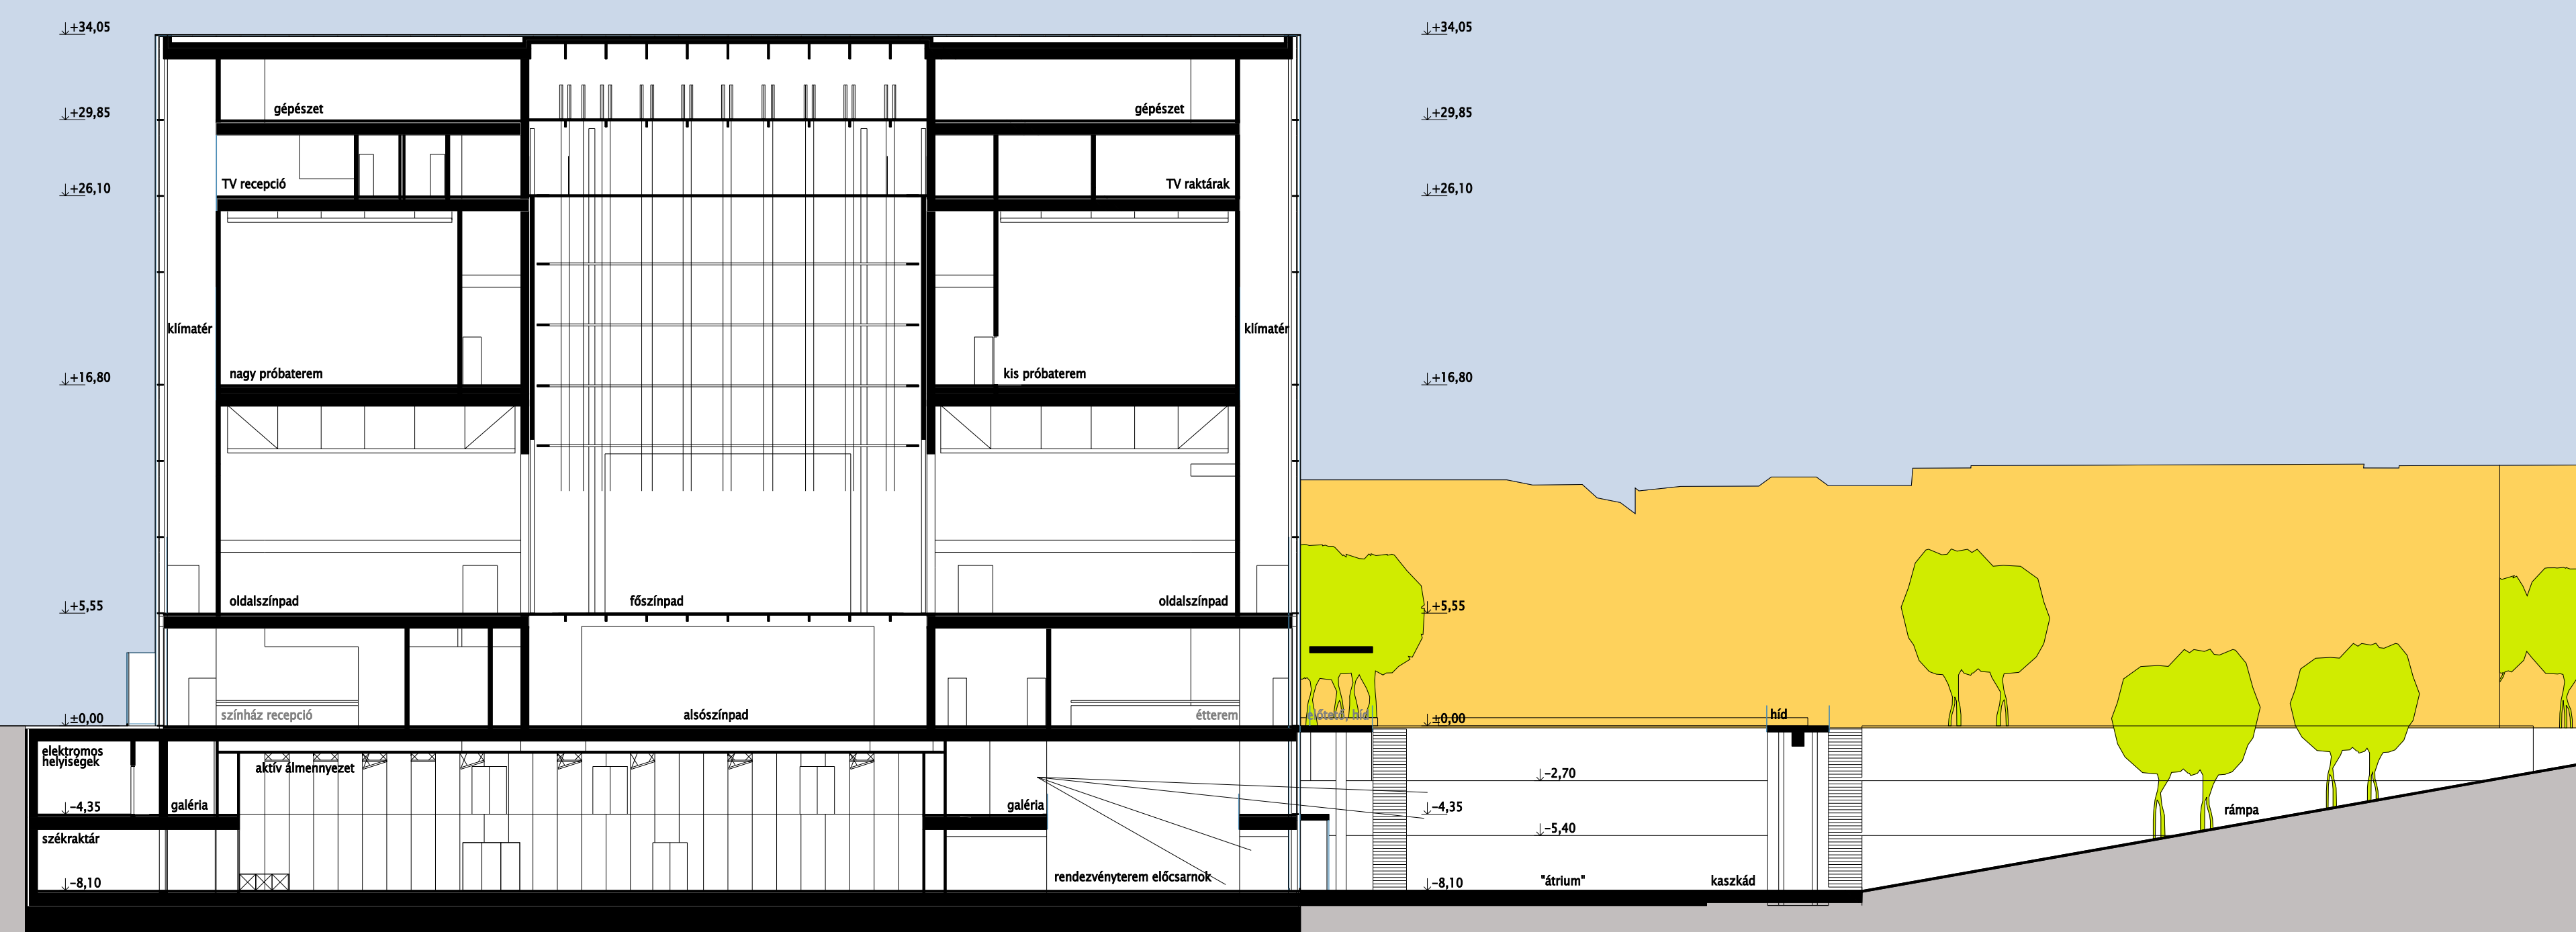 +34,05
+34,05
gépészet
gépészet
+29,85
+29,85
TV recepció
TV raktárak
+26,10
+26,10
klímatér
klímatér
nagy próbaterem
kis próbaterem
+16,80
+16,80
oldalszínpad
főszínpad
oldalszínpad
+5,55
+5,55
színház recepció
alsószínpad
étterem
előtető, híd
híd
±0,00
±0,00
elektromos
helyiségek
aktív álmennyezet
-2,70
-4,35
galéria
galéria
-4,35
rámpa
-5,40
székraktár
rendezvényterem előcsarnok
-8,10
-8,10
"átrium"
kaszkád